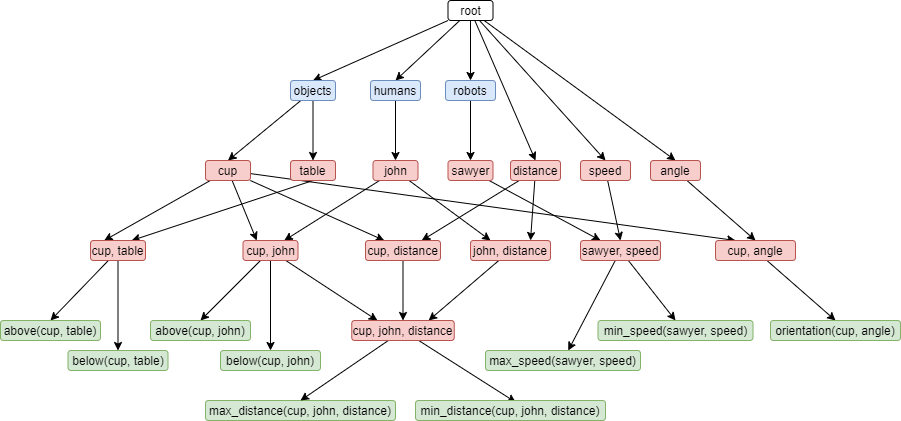 root
objects
humans
robots
cup
table
john
sawyer
distance
speed
angle
cup, table
cup, john
cup, distance
john, distance
sawyer, speed
cup, angle
above(cup, table)
above(cup, john)
cup, john, distance
min_speed(sawyer, speed)
orientation(cup, angle)
below(cup, table)
below(cup, john)
max_speed(sawyer, speed)
max_distance(cup, john, distance)
min_distance(cup, john, distance)